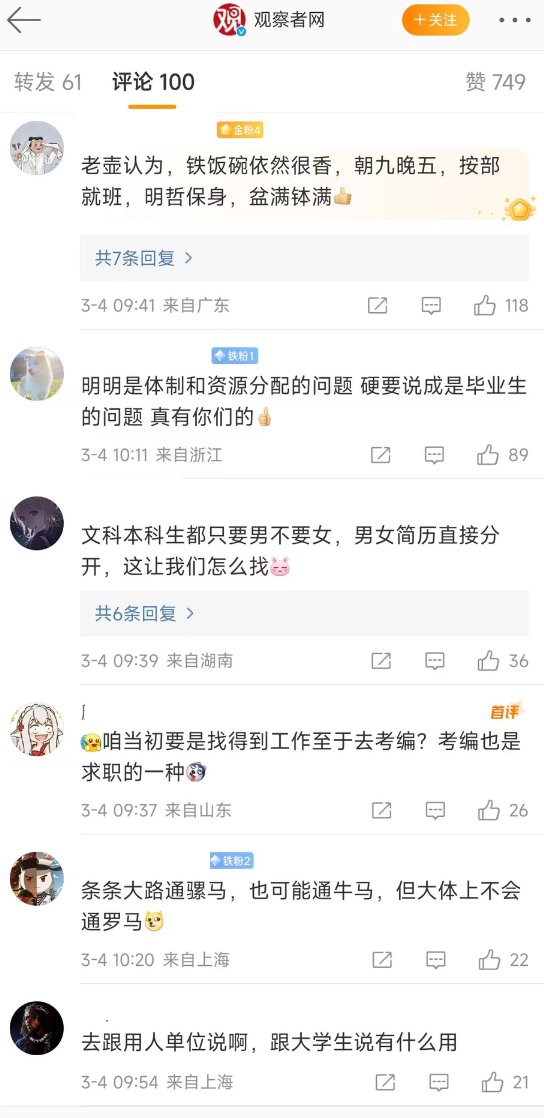 观察者网
+关注
转发 61
评论 100
赞 749
金粉4
老壶认为，铁饭碗依然很香，朝九晚五，按部
就班，明哲保身，盆满钵满
共7条回复 >
3-4 09:41 来自广东
118
铁粉1
明明是体制和资源分配的问题 硬要说成是毕业生
的问题 真有你们的
3-4 10:11 来自浙江
89
文科本科生都只要男不要女，男女简历直接分
开，这让我们怎么找
共6条回复 >
3-4 09:39 来自湖南
36
首评
咱当初要是找得到工作至于去考编？考编也是
求职的一种
3-4 09:37 来自山东
26
铁粉2
条条大路通骡马，也可能通牛马，但大体上不会
通罗马
3-4 10:20 来自上海
22
去跟用人单位说啊，跟大学生说有什么用
3-4 09:54 来自上海
21